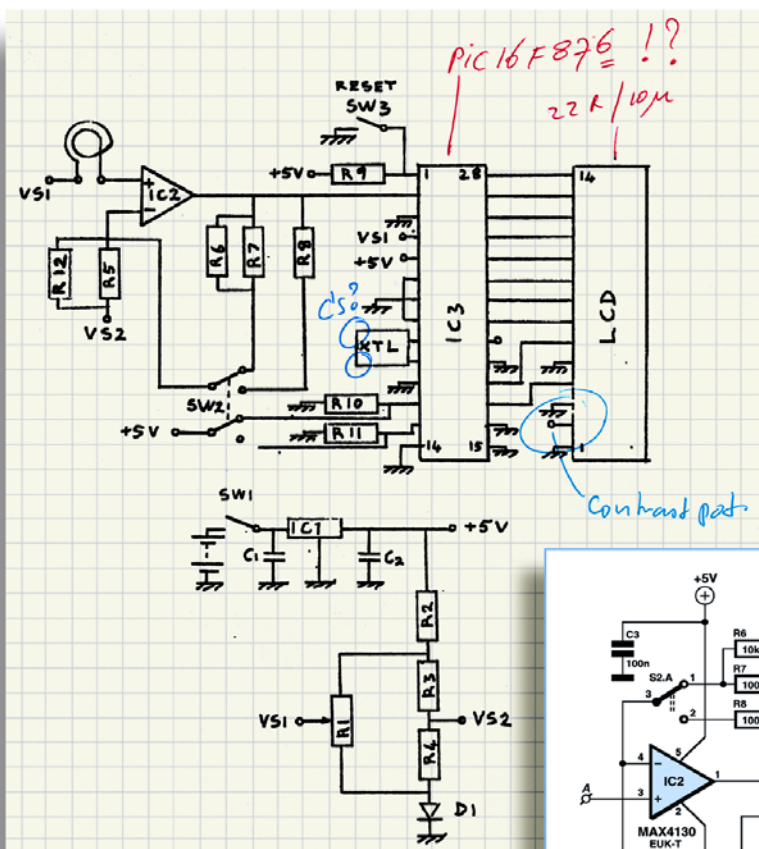 PiC16F876 !?
22R/10µ
RESET
SW3
+5V R9 1 28 14
VS1 IC2
VS1
+5V
R12 R5 R6 R7 R8
VS2
C's?
XTL
IC3
LCD
SW2
R10
+5V
R11
14 15 1
Contrast pot.
SW1
IC1
+5V
C1 C2
R2
R3
VS1 R1 VS2
R4
D1
+5V
C3
100n
R6
10k
R7
100
R8
100
S2.A
1
3
2
4 5
IC2 1
A 3
2
MAX4130
EUK-T